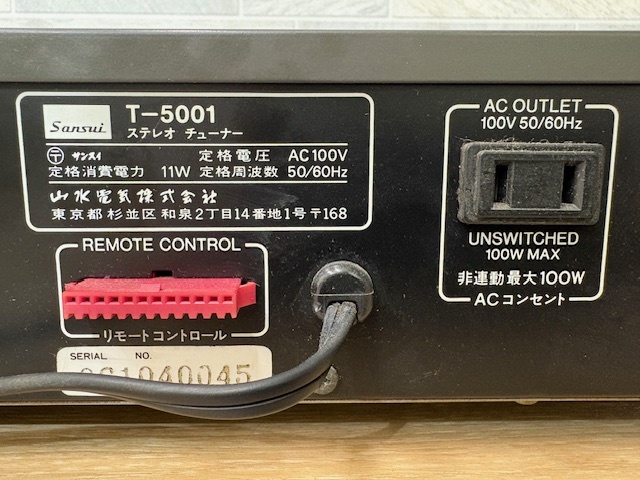 Sansui
T-5001
ステレオ チューナー
〒 サンスイ 定格電圧 AC100V
定格消費電力 11W 定格周波数 50/60Hz
山水電気株式会社
東京都杉並区和泉2丁目14番地1号〒168
REMOTE CONTROL
リモートコントロール
SERIAL NO.
AC OUTLET
100V 50/60Hz
UNSWITCHED
100W MAX
非連動最大100W
ACコンセント